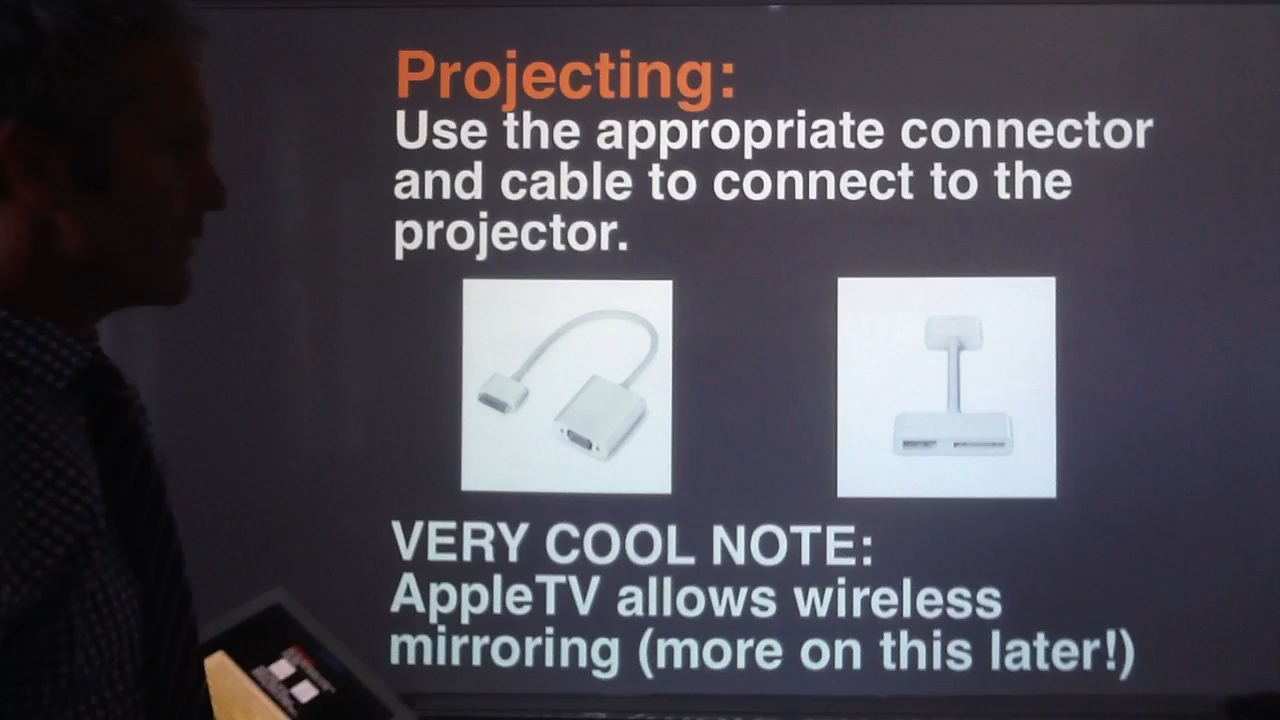 Projecting:
Use the appropriate connector
and cable to connect to the
projector.
VERY COOL NOTE:
AppleTV allows wireless
mirroring (more on this later!)